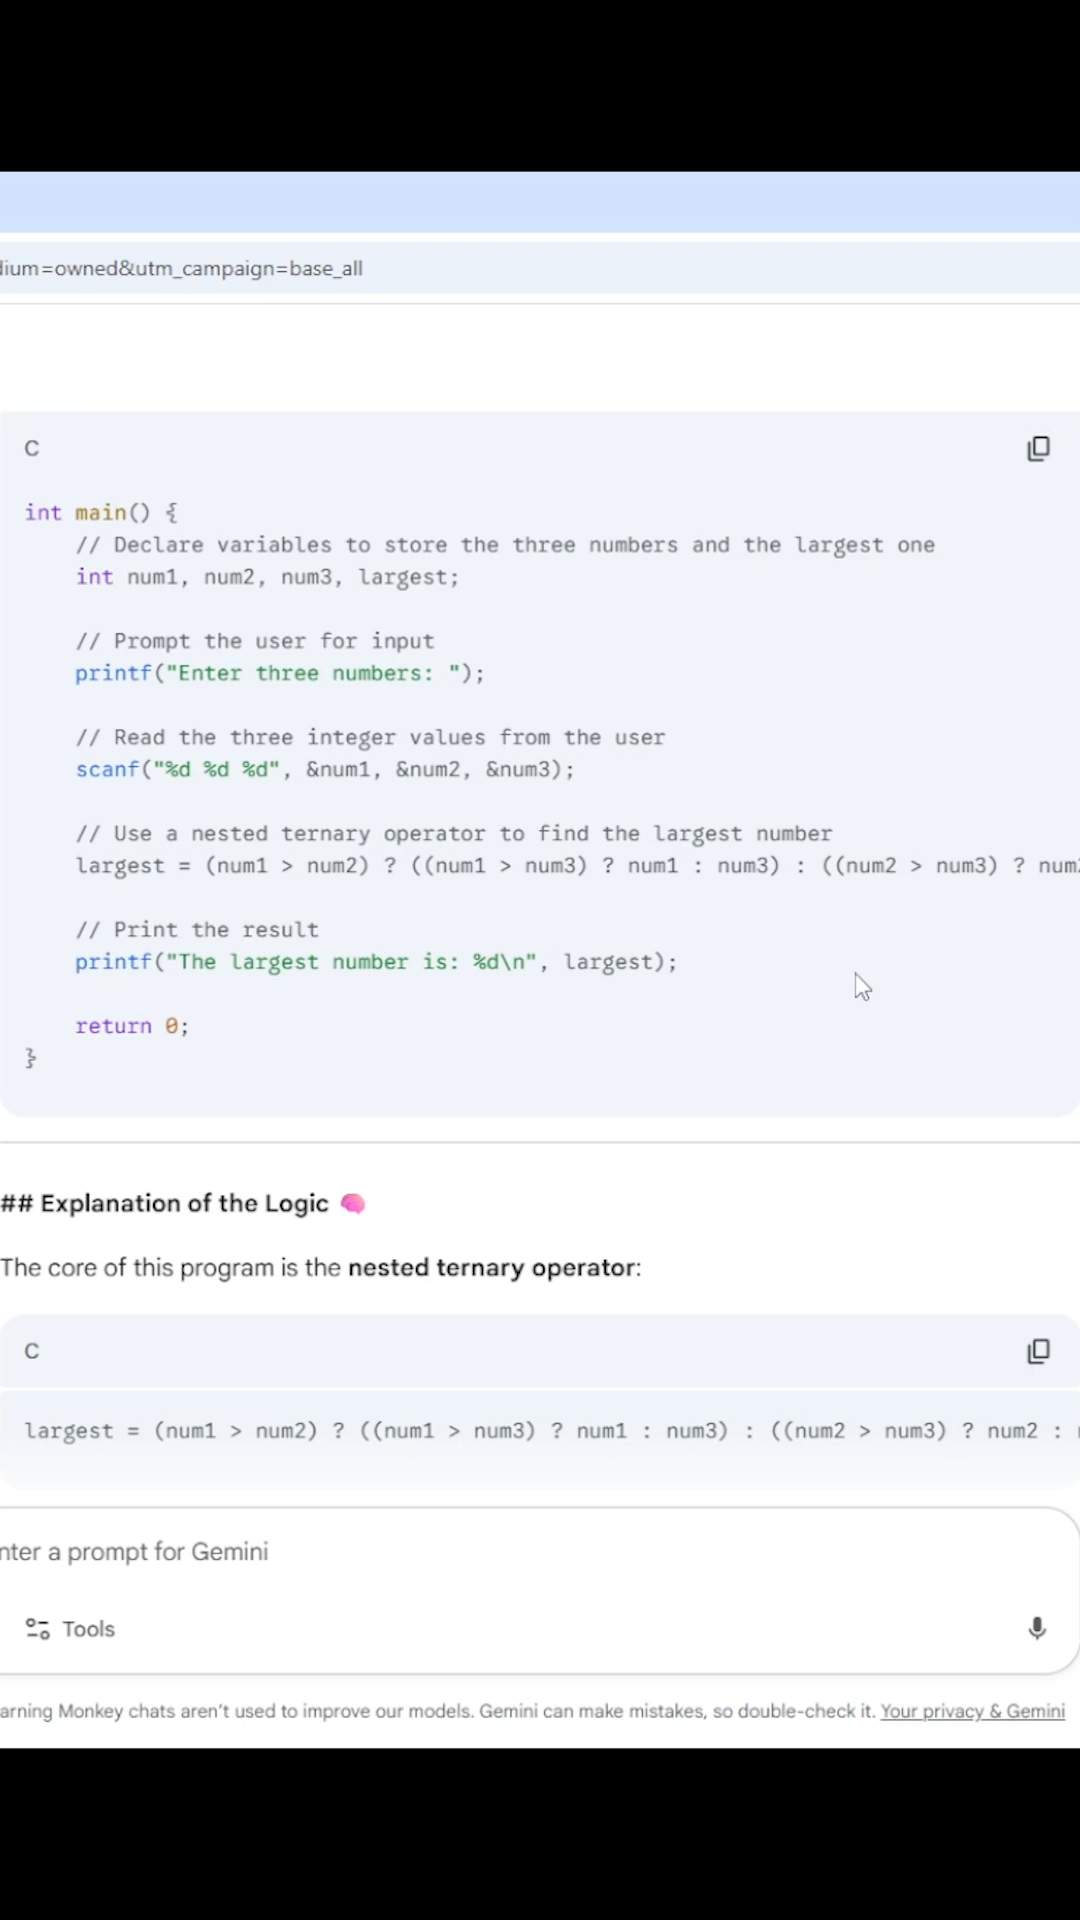 dium=owned&utm_campaign=base_all
C
int main() {
    // Declare variables to store the three numbers and the largest one
    int num1, num2, num3, largest;
    // Prompt the user for input
    printf("Enter three numbers: ");
    // Read the three integer values from the user
    scanf("%d %d %d", &num1, &num2, &num3);
    // Use a nested ternary operator to find the largest number
    largest = (num1 > num2) ? ((num1 > num3) ? num1 : num3) : ((num2 > num3) ? num2
    // Print the result
    printf("The largest number is: %d\n", largest);
    return 0;
}
## Explanation of the Logic 🧠
The core of this program is the nested ternary operator:
C
largest = (num1 > num2) ? ((num1 > num3) ? num1 : num3) : ((num2 > num3) ? num2 :
nter a prompt for Gemini
Tools
arning Monkey chats aren't used to improve our models. Gemini can make mistakes, so double-check it. Your privacy & Gemini